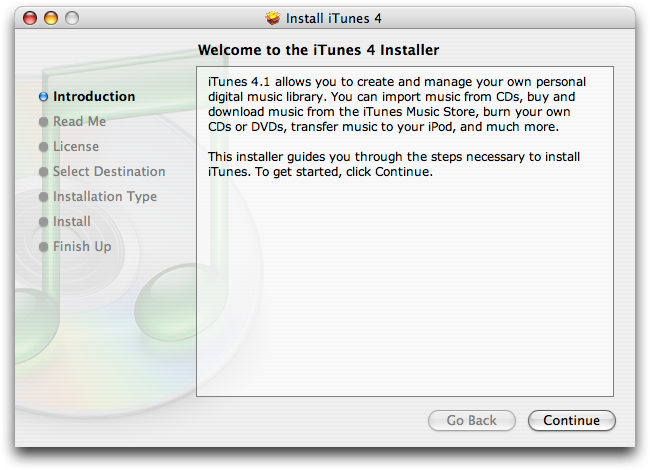 Install iTunes 4
Welcome to the iTunes 4 Installer
Introduction
Read Me
License
Select Destination
Installation Type
Install
Finish Up
iTunes 4.1 allows you to create and manage your own personal
digital music library. You can import music from CDs, buy and
download music from the iTunes Music Store, burn your own
CDs or DVDs, transfer music to your iPod, and much more.
This installer guides you through the steps necessary to install
iTunes. To get started, click Continue.
Go Back
Continue